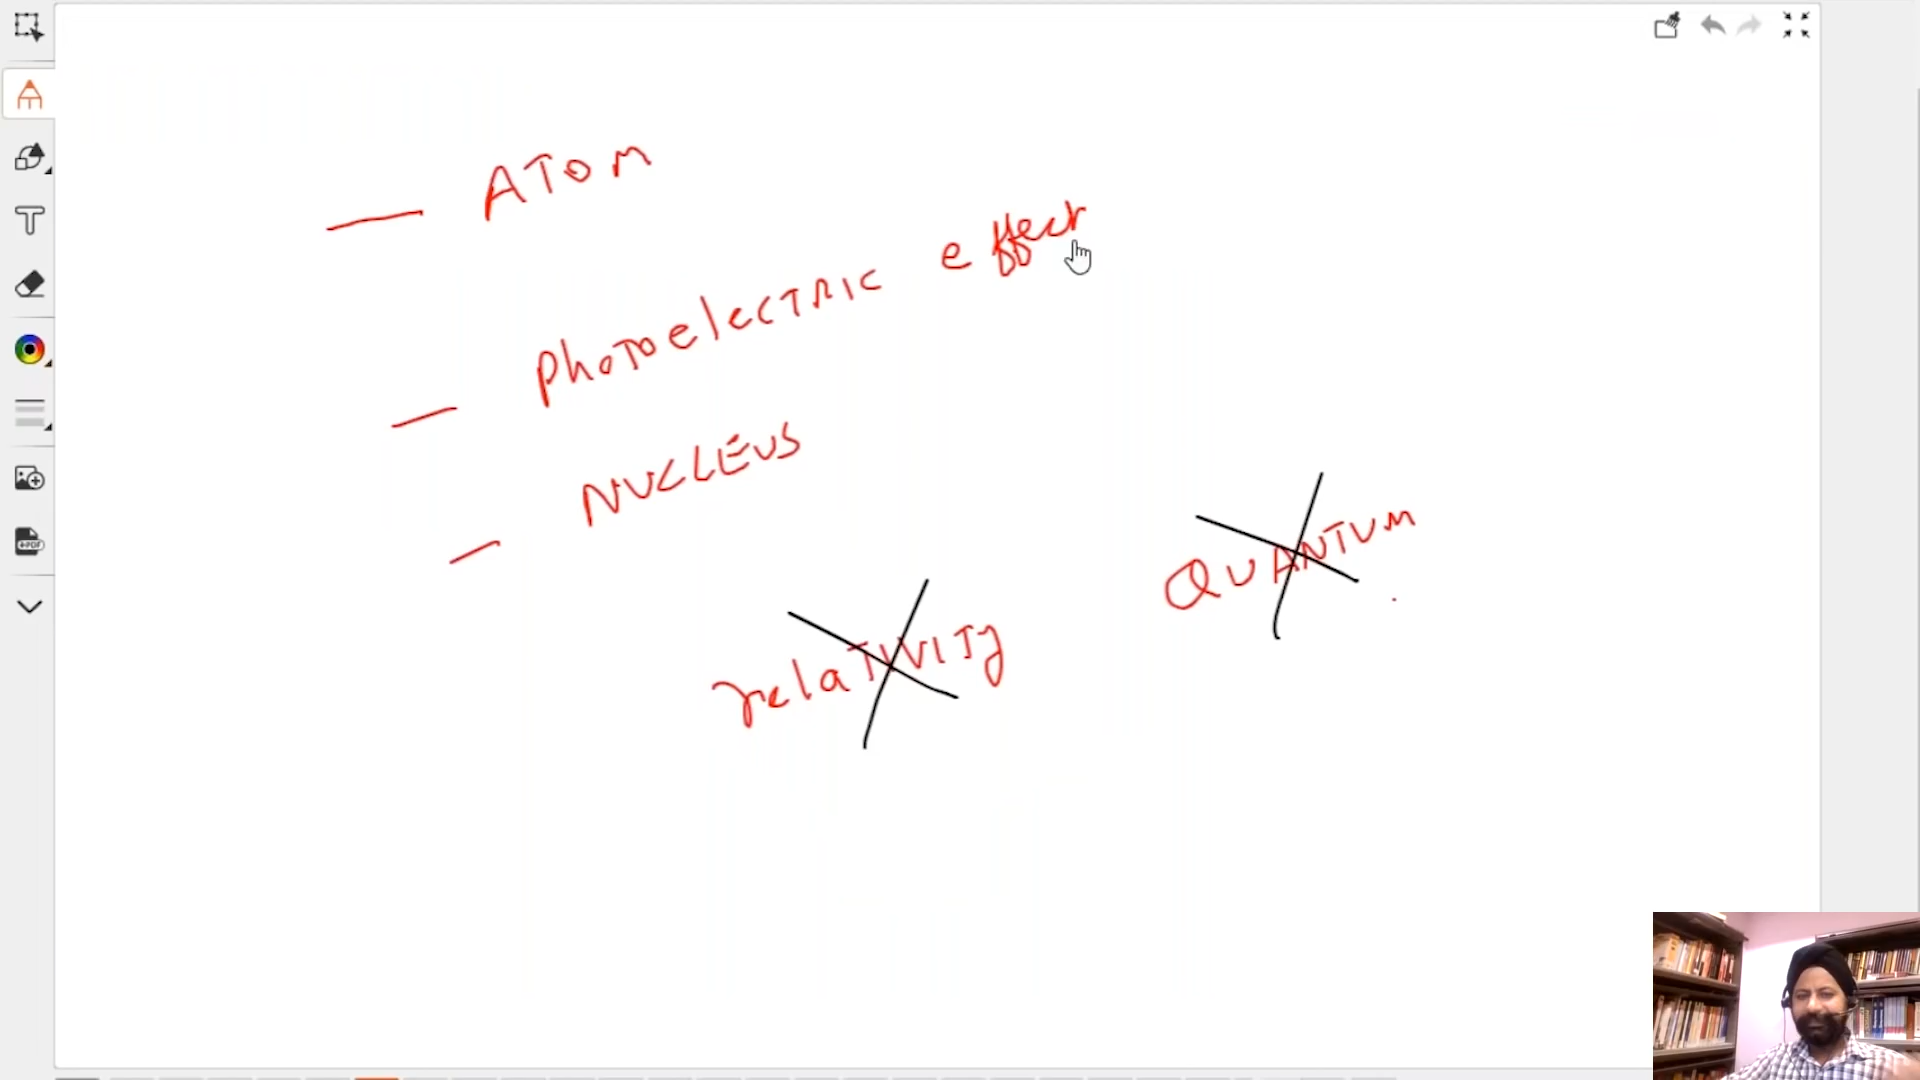 — ATOM
— Photoelectric effect
— NUCLEUS
QUANTUM
relativity